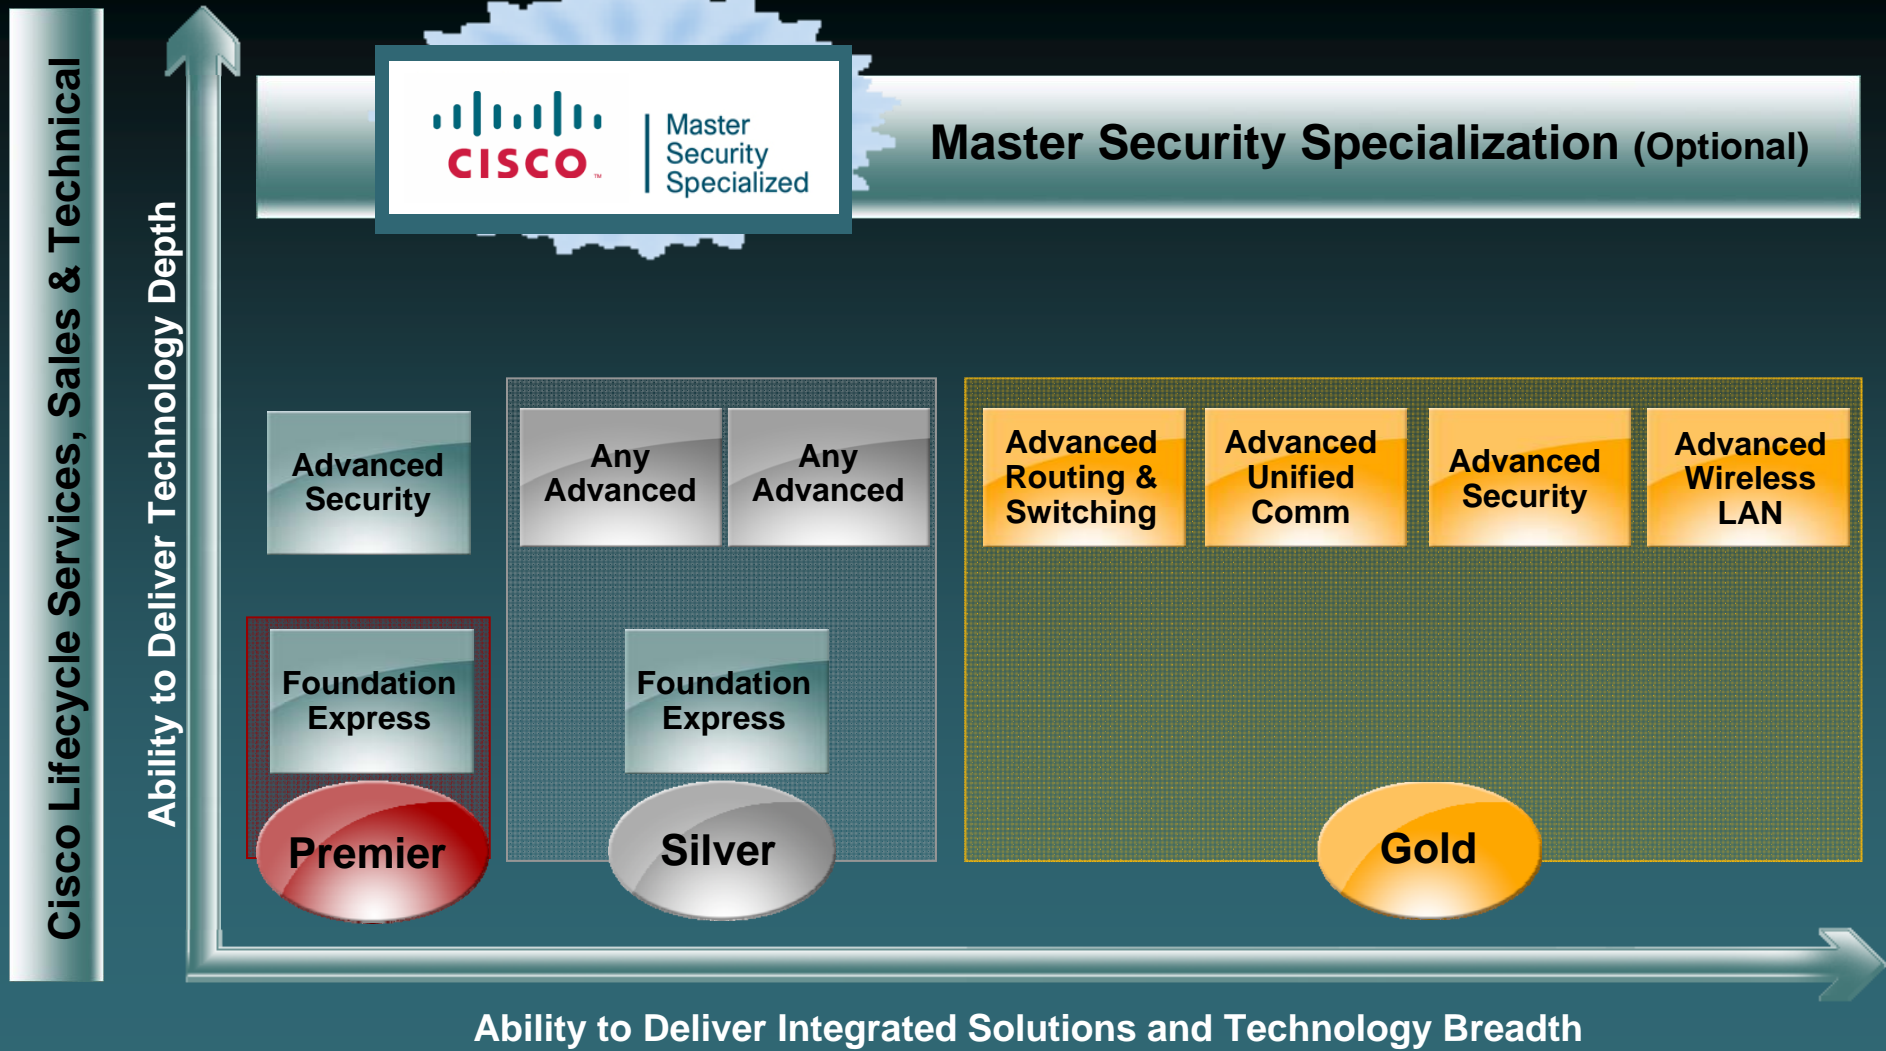 Cisco Lifecycle Services, Sales & Technical
Ability to Deliver Technology Depth
CISCO™
Master
Security
Specialized
Master Security Specialization (Optional)
Advanced
Security
Any
Advanced
Any
Advanced
Advanced
Routing &
Switching
Advanced
Unified
Comm
Advanced
Security
Advanced
Wireless
LAN
Foundation
Express
Foundation
Express
Premier
Silver
Gold
Ability to Deliver Integrated Solutions and Technology Breadth